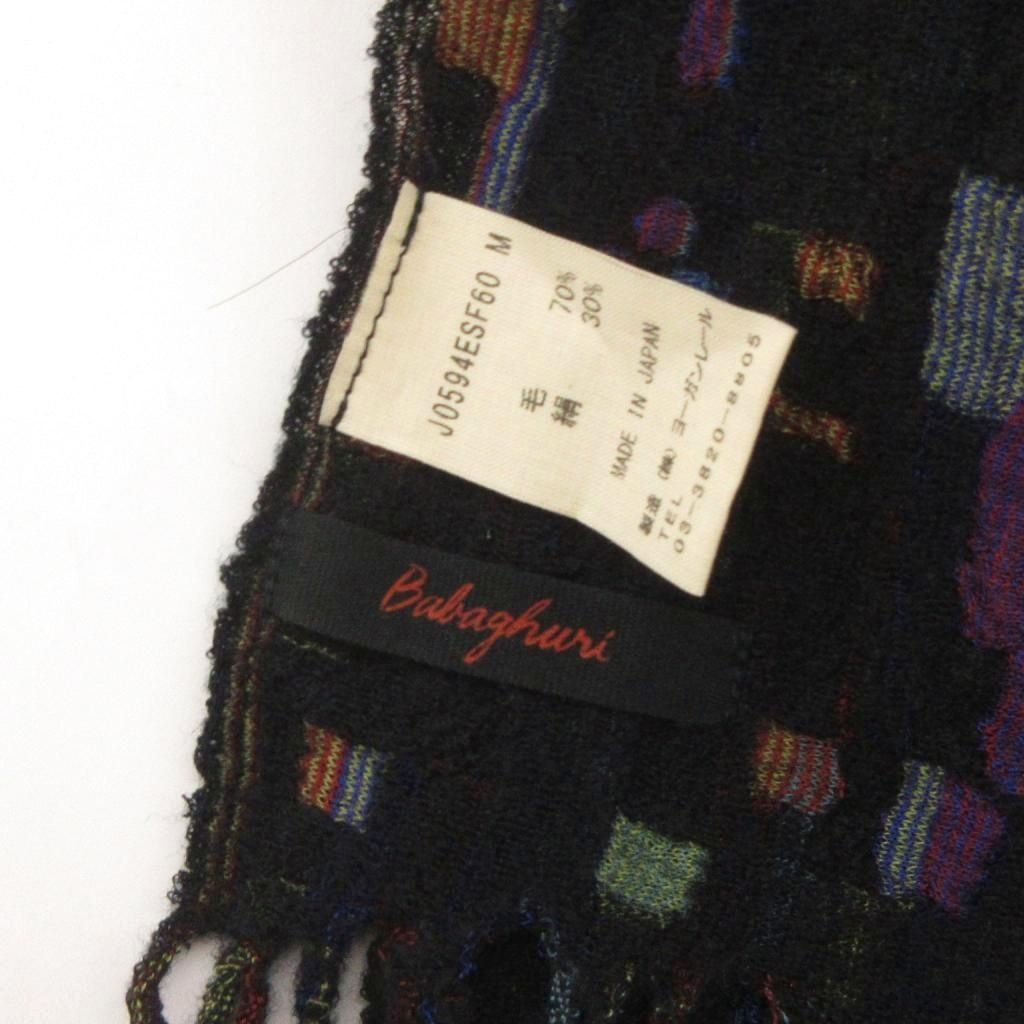 J0594ESF60 M
毛 70%
絹 30%
MADE IN JAPAN
製造 (株) ヨーガンレール
TEL
03-3820-8805
Babaghuri